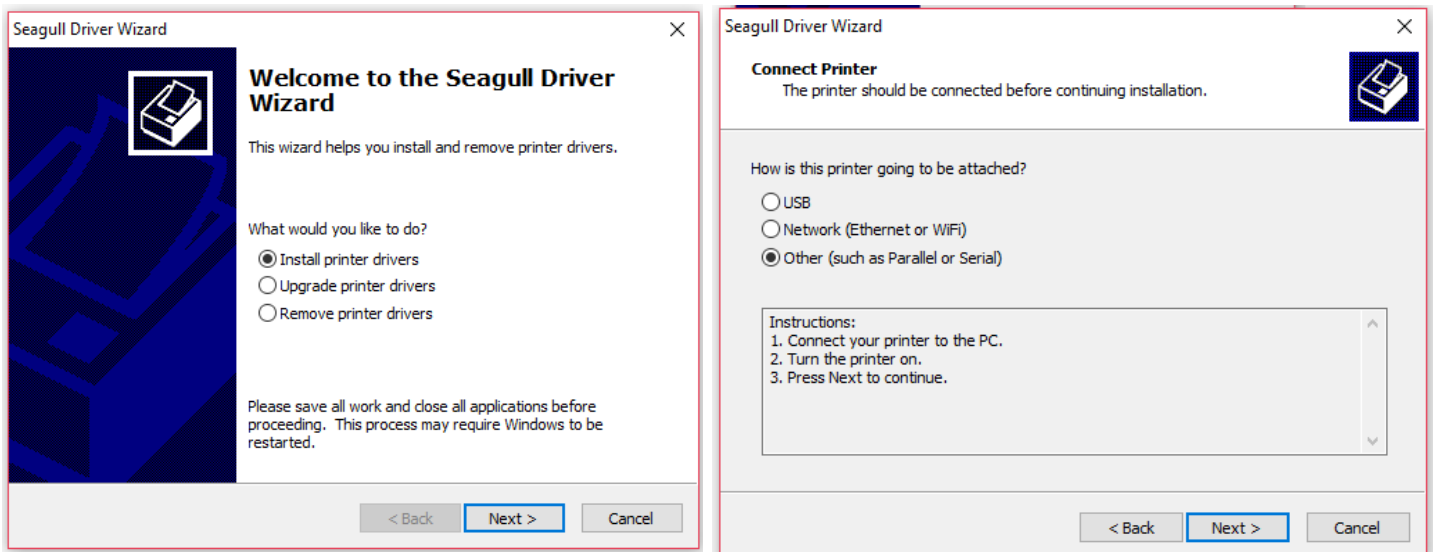 Seagull Driver Wizard
Welcome to the Seagull Driver
Wizard
This wizard helps you install and remove printer drivers.
What would you like to do?
Install printer drivers
Upgrade printer drivers
Remove printer drivers
Please save all work and close all applications before
proceeding. This process may require Windows to be
restarted.
< Back
Next >
Cancel
Seagull Driver Wizard
Connect Printer
The printer should be connected before continuing installation.
How is this printer going to be attached?
USB
Network (Ethernet or WiFi)
Other (such as Parallel or Serial)
Instructions:
1. Connect your printer to the PC.
2. Turn the printer on.
3. Press Next to continue.
< Back
Next >
Cancel